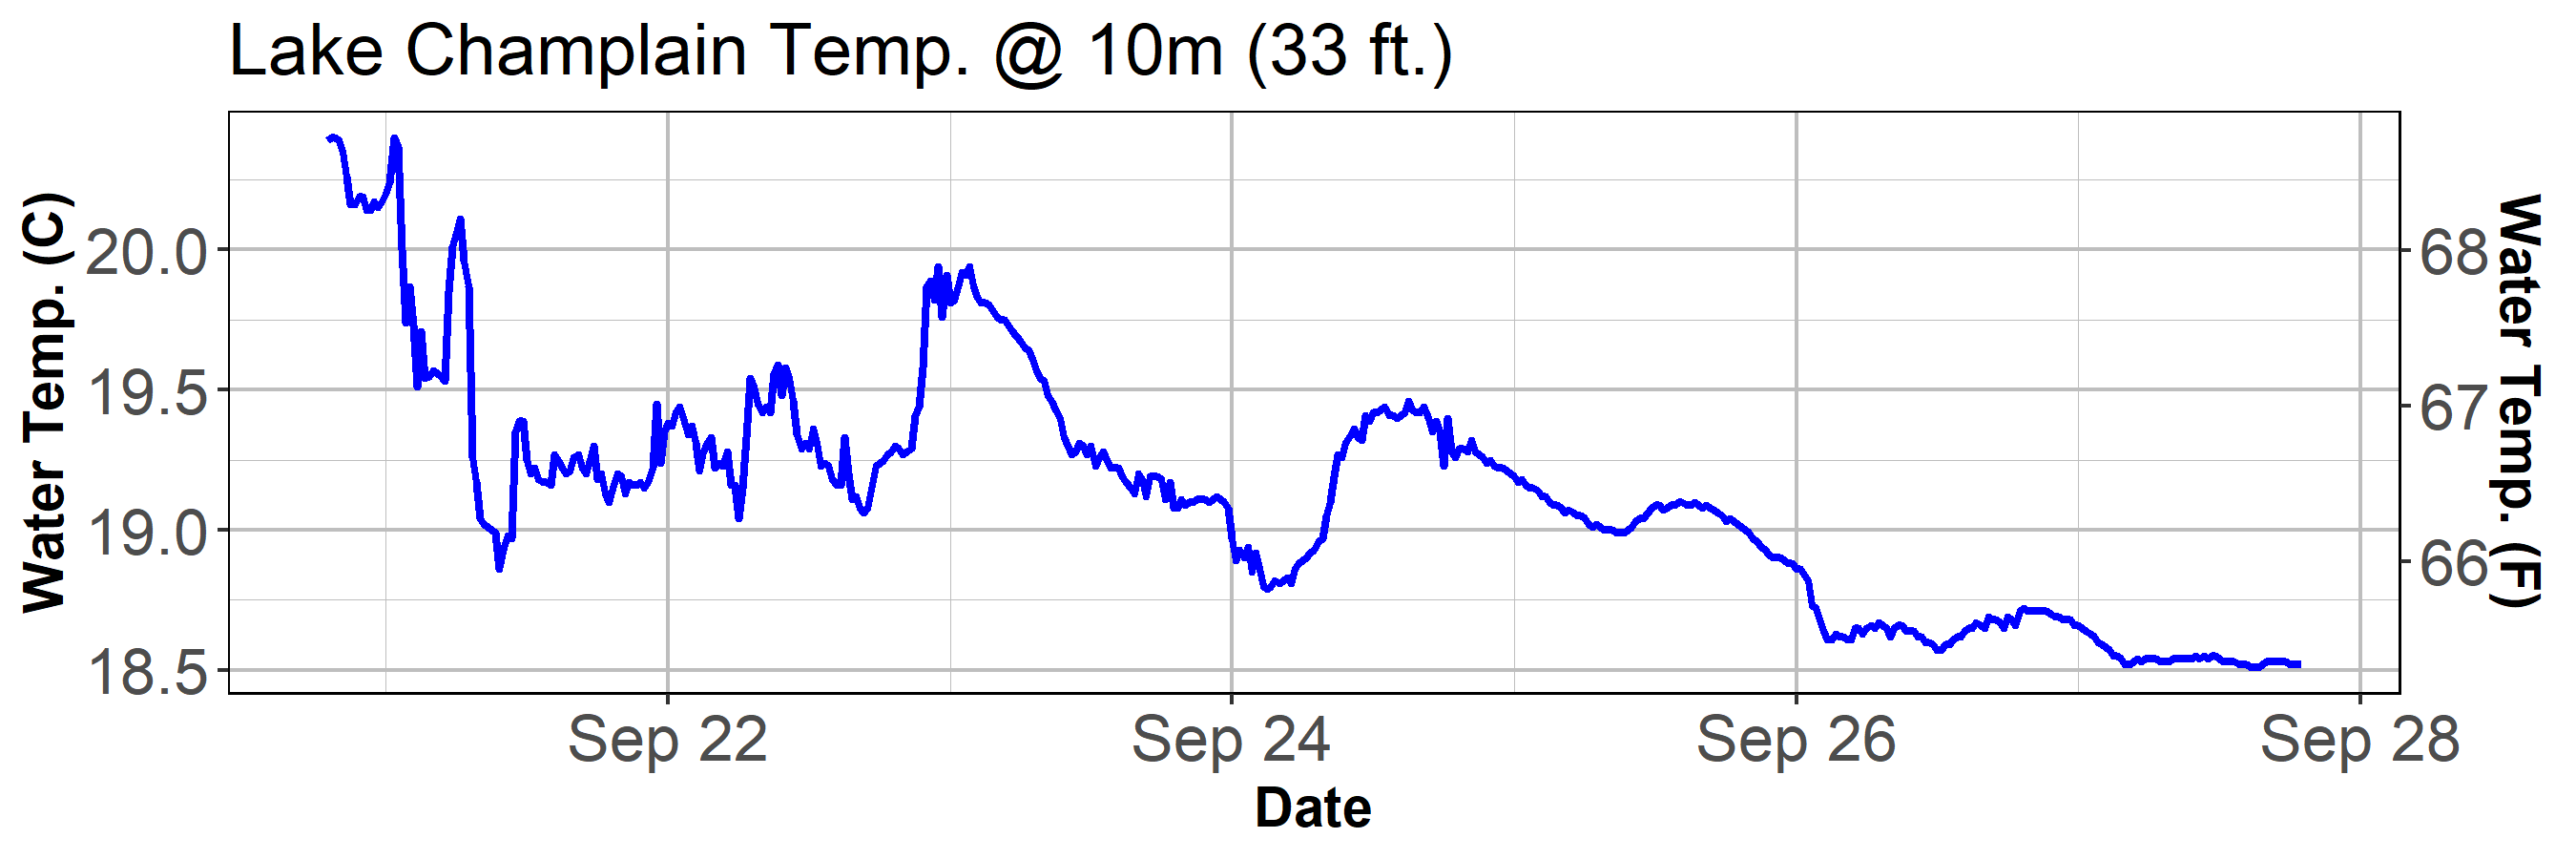 Lake Champlain Temp. @ 10m (33 ft.)
Water Temp. (C)
20.0
19.5
19.0
18.5
68
67
66
Water Temp. (F)
Sep 22
Sep 24
Sep 26
Sep 28
Date